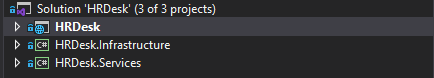 Solution 'HRDesk' (3 of 3 projects)
HRDesk
C# HRDesk.Infrastructure
C# HRDesk.Services